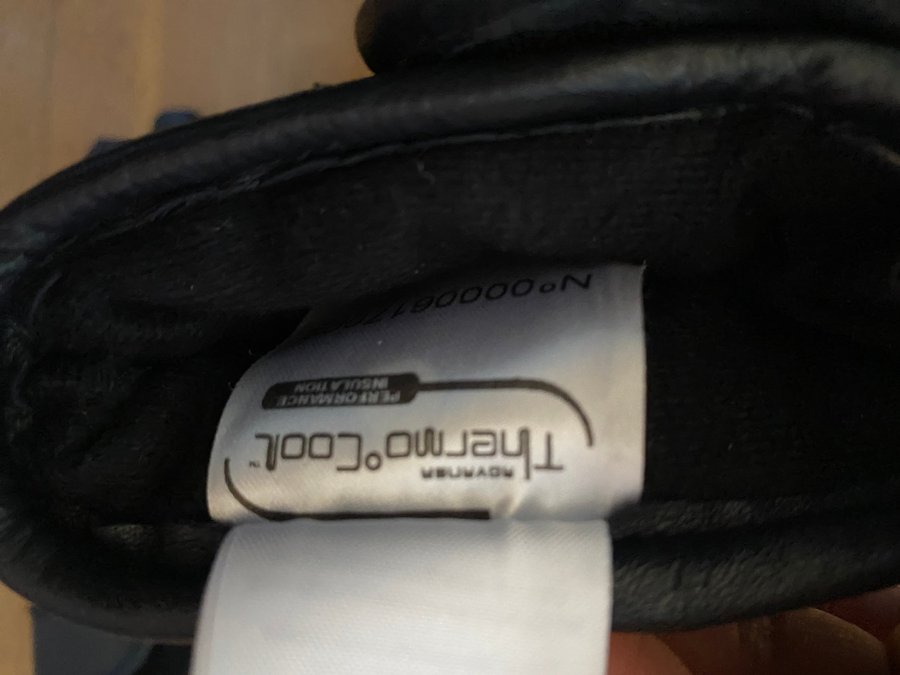 ADVANSA
Thermo°Cool™
PERFORMANCE
INSULATION